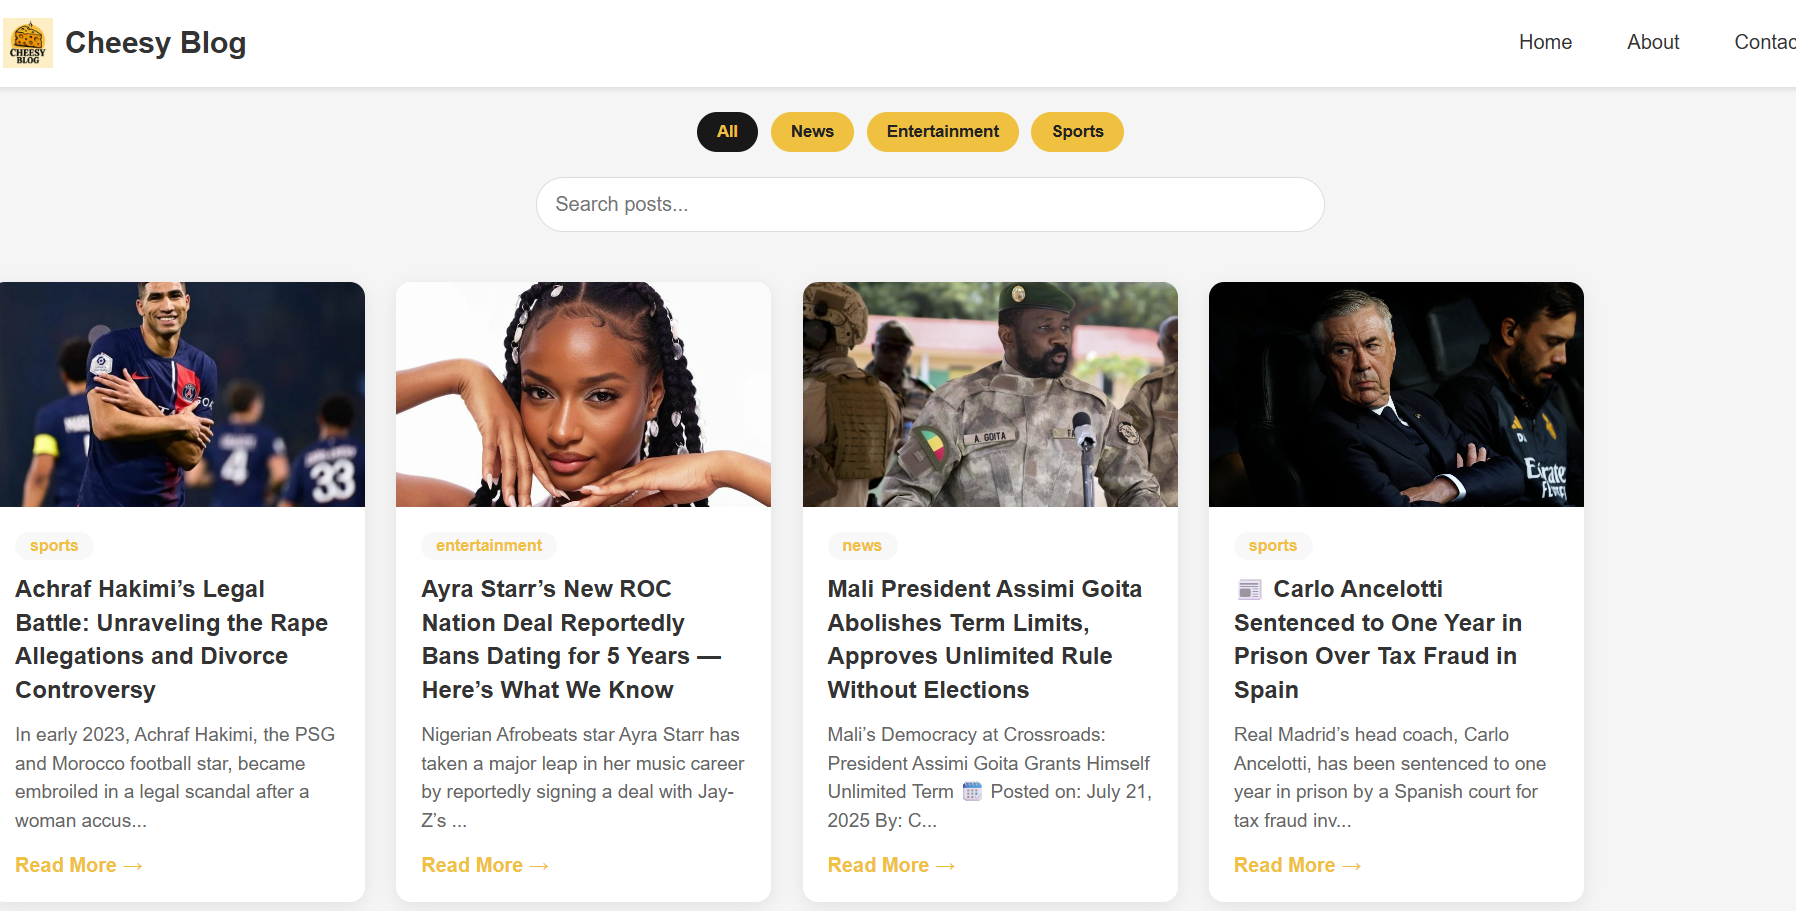 CHEESY
BLOG
Cheesy Blog
Home
About
Contac
All
News
Entertainment
Sports
Search posts...
4
33
sports
Achraf Hakimi’s Legal
Battle: Unraveling the Rape
Allegations and Divorce
Controversy
In early 2023, Achraf Hakimi, the PSG
and Morocco football star, became
embroiled in a legal scandal after a
woman accus...
Read More →
entertainment
Ayra Starr’s New ROC
Nation Deal Reportedly
Bans Dating for 5 Years —
Here’s What We Know
Nigerian Afrobeats star Ayra Starr has
taken a major leap in her music career
by reportedly signing a deal with Jay-
Z’s ...
Read More →
A. GOITA
news
Mali President Assimi Goita
Abolishes Term Limits,
Approves Unlimited Rule
Without Elections
Mali’s Democracy at Crossroads:
President Assimi Goita Grants Himself
Unlimited Term 🗓️ Posted on: July 21,
2025 By: C...
Read More →
sports
📰 Carlo Ancelotti
Sentenced to One Year in
Prison Over Tax Fraud in
Spain
Real Madrid’s head coach, Carlo
Ancelotti, has been sentenced to one
year in prison by a Spanish court for
tax fraud inv...
Read More →